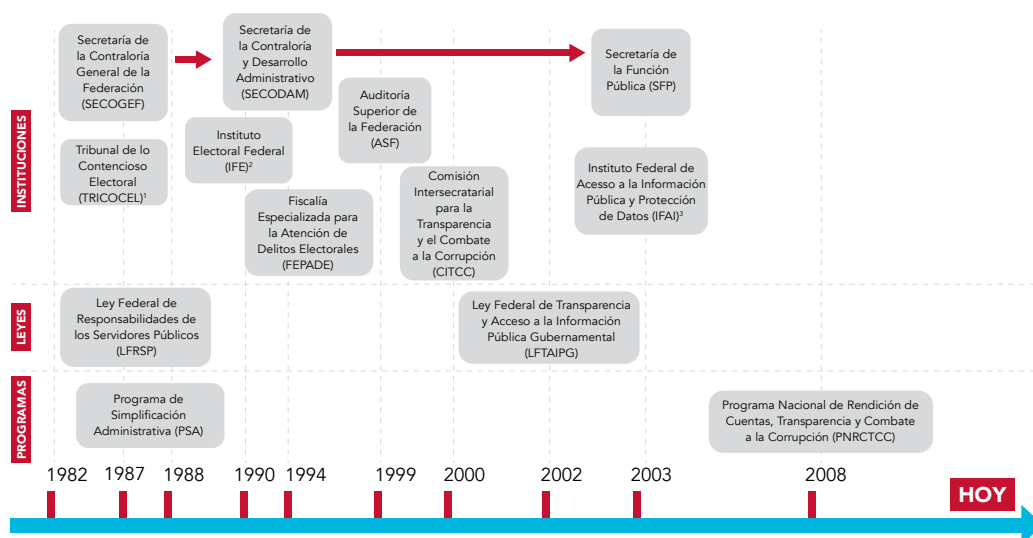 INSTITUCIONES
Secretaría de
la Contraloría
General de la
Federación
(SECOGEF)
Secretaría de
la Contraloría
y Desarrollo
Administrativo
(SECODAM)
Secretaría de
la Función
Pública (SFP)
Tribunal de lo
Contencioso
Electoral
(TRICOCEL)¹
Instituto
Electoral Federal
(IFE)²
Auditoría
Superior de
la Federación
(ASF)
Fiscalía
Especializada para
la Atención de
Delitos Electorales
(FEPADE)
Comisión
Intersecratarial
para la
Transparencia
y el Combate
a la Corrupción
(CITCC)
Instituto Federal de
Acceso a la Información
Pública y Protección
de Datos (IFAI)³
LEYES
Ley Federal de
Responsabilidades de
los Servidores Públicos
(LFRSP)
Ley Federal de Transparencia
y Acceso a la Información
Pública Gubernamental
(LFTAIPG)
PROGRAMAS
Programa de
Simplificación
Administrativa (PSA)
Programa Nacional de Rendición de
Cuentas, Transparencia y Combate
a la Corrupción (PNRCTCC)
1982 1987 1988 1990 1994 1999 2000 2002 2003 2008
HOY